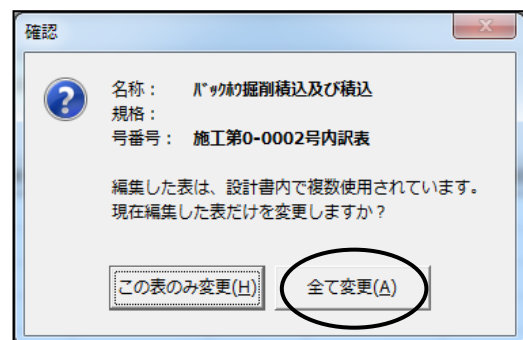 確認
名称： ﾊﾞｯｸﾎｳ掘削積込及び積込
規格：
号番号： 施工第0-0002号内訳表
編集した表は、設計書内で複数使用されています。
現在編集した表だけを変更しますか？
この表のみ変更(H) 全て変更(A)